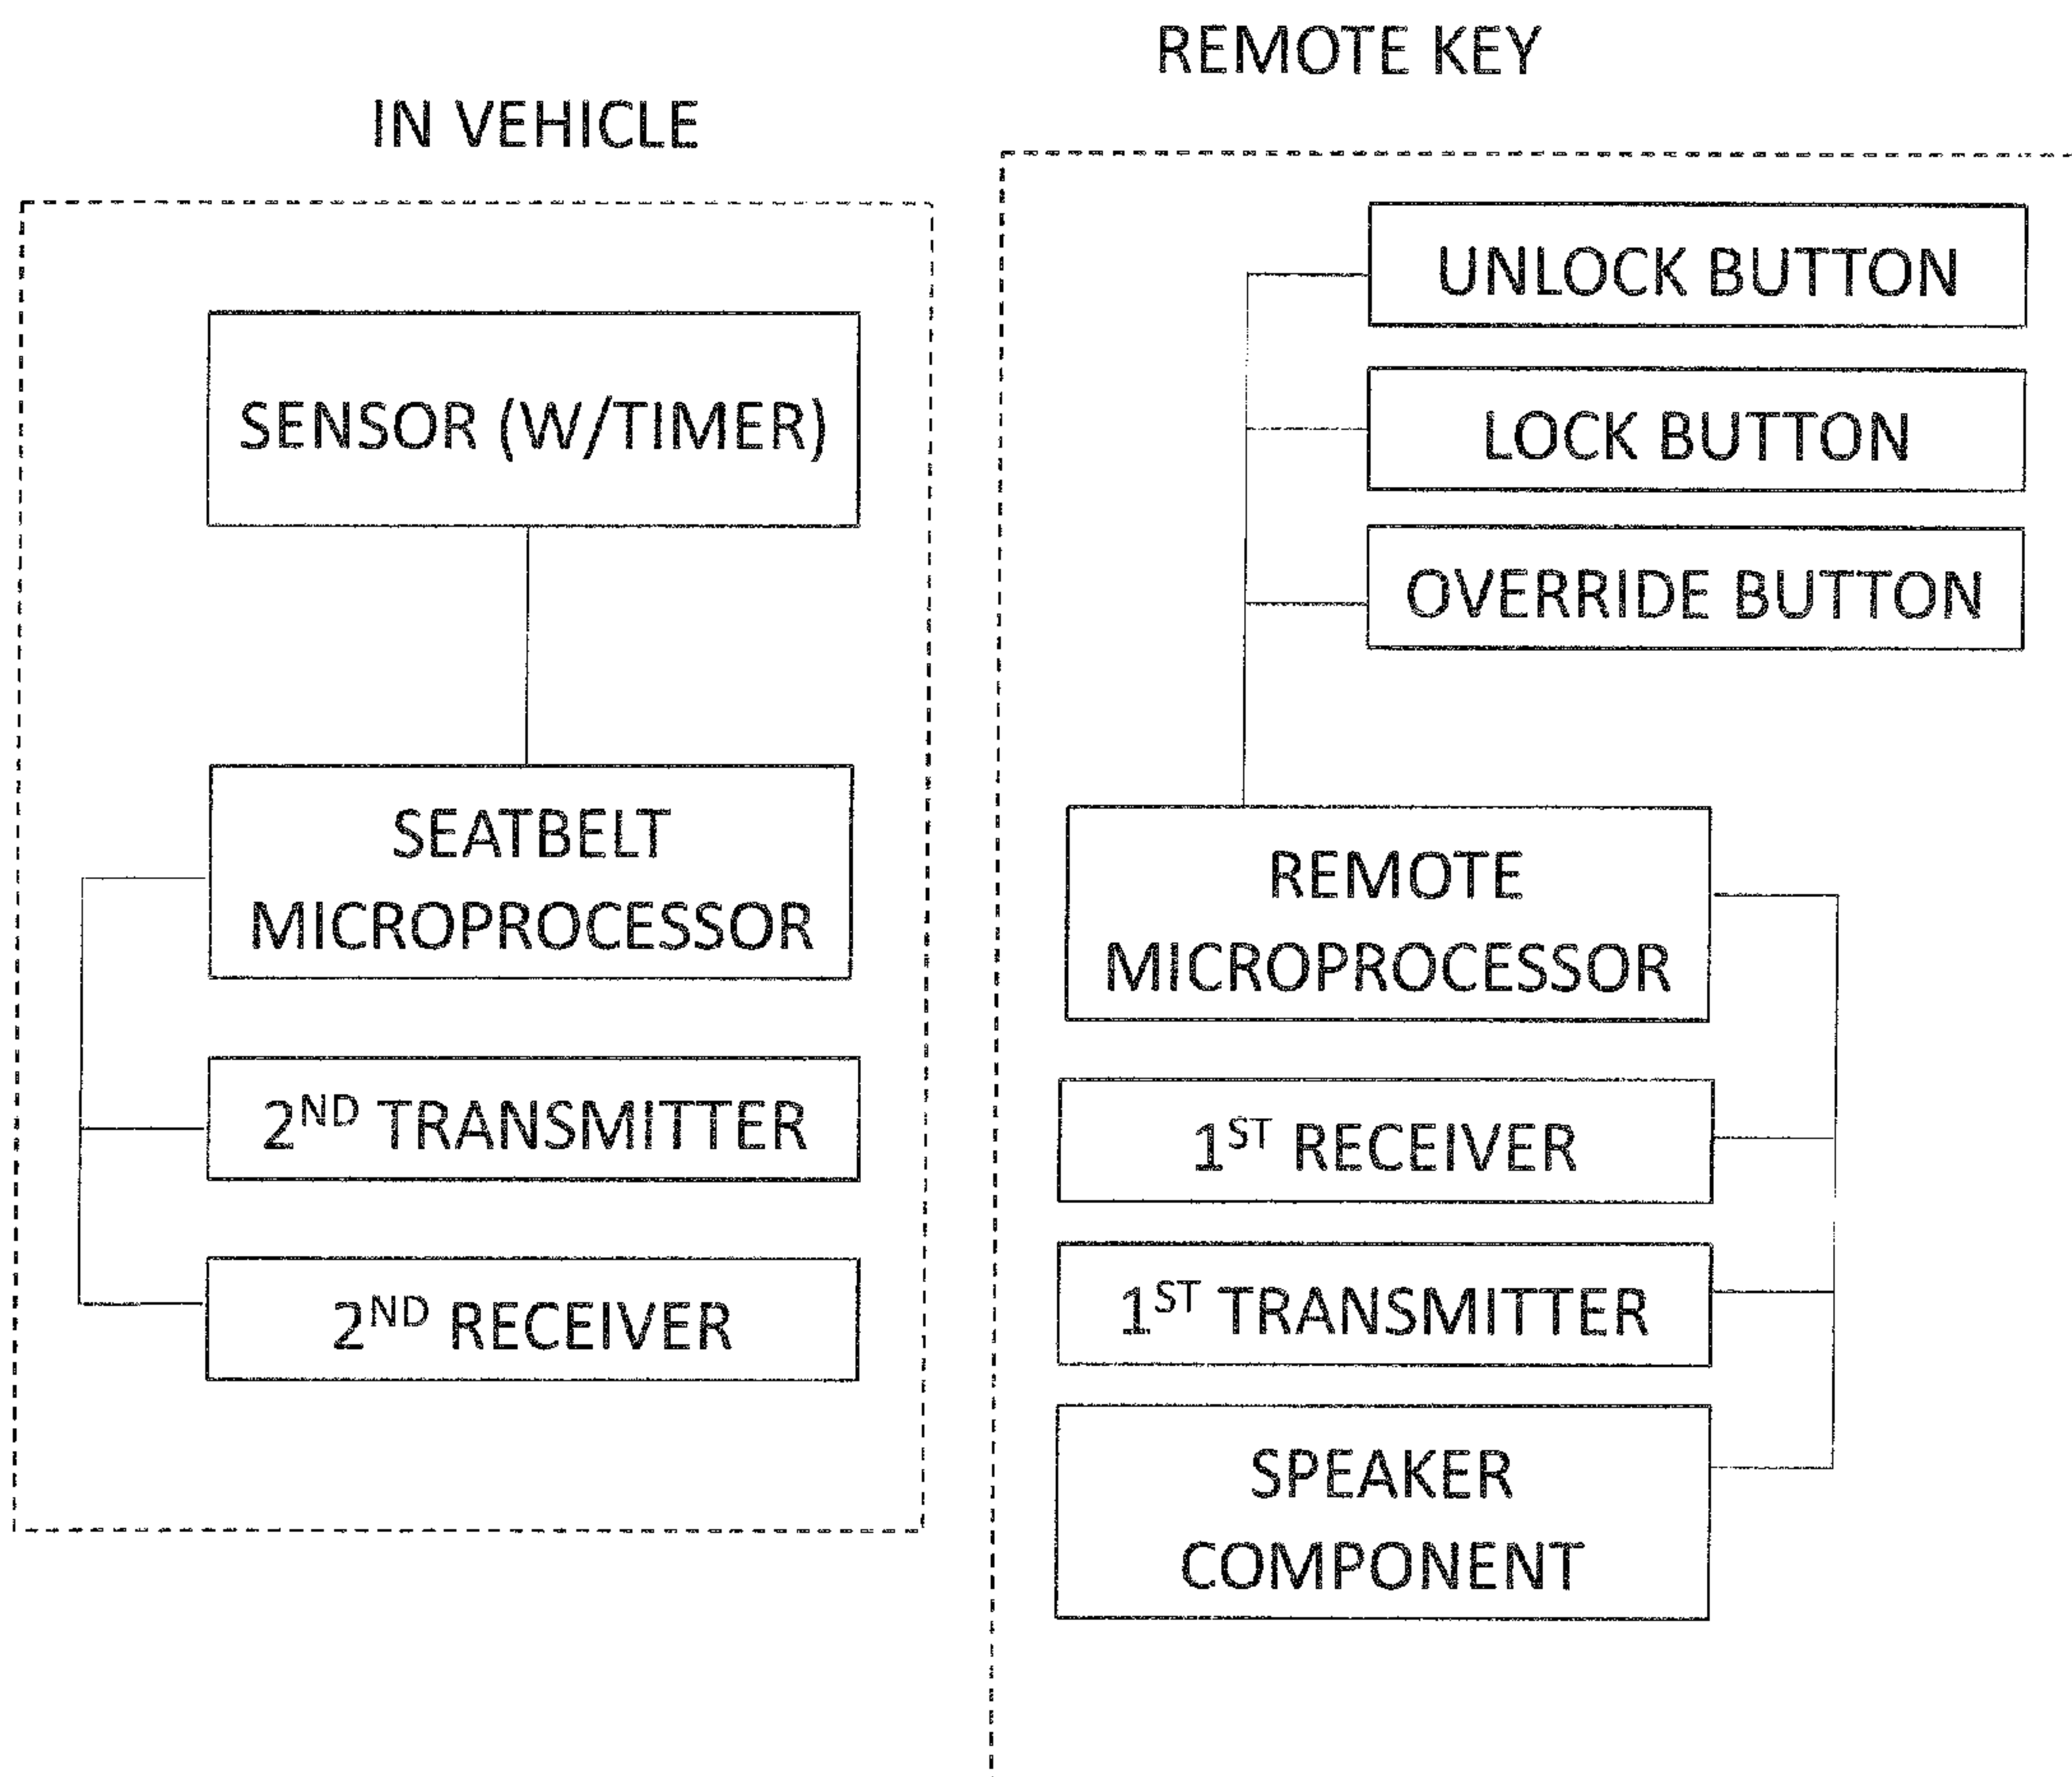 REMOTE KEY
IN VEHICLE
SENSOR (W/TIMER)
SEATBELT
MICROPROCESSOR
2ND TRANSMITTER
2ND RECEIVER
UNLOCK BUTTON
LOCK BUTTON
OVERRIDE BUTTON
REMOTE
MICROPROCESSOR
1ST RECEIVER
1ST TRANSMITTER
SPEAKER
COMPONENT